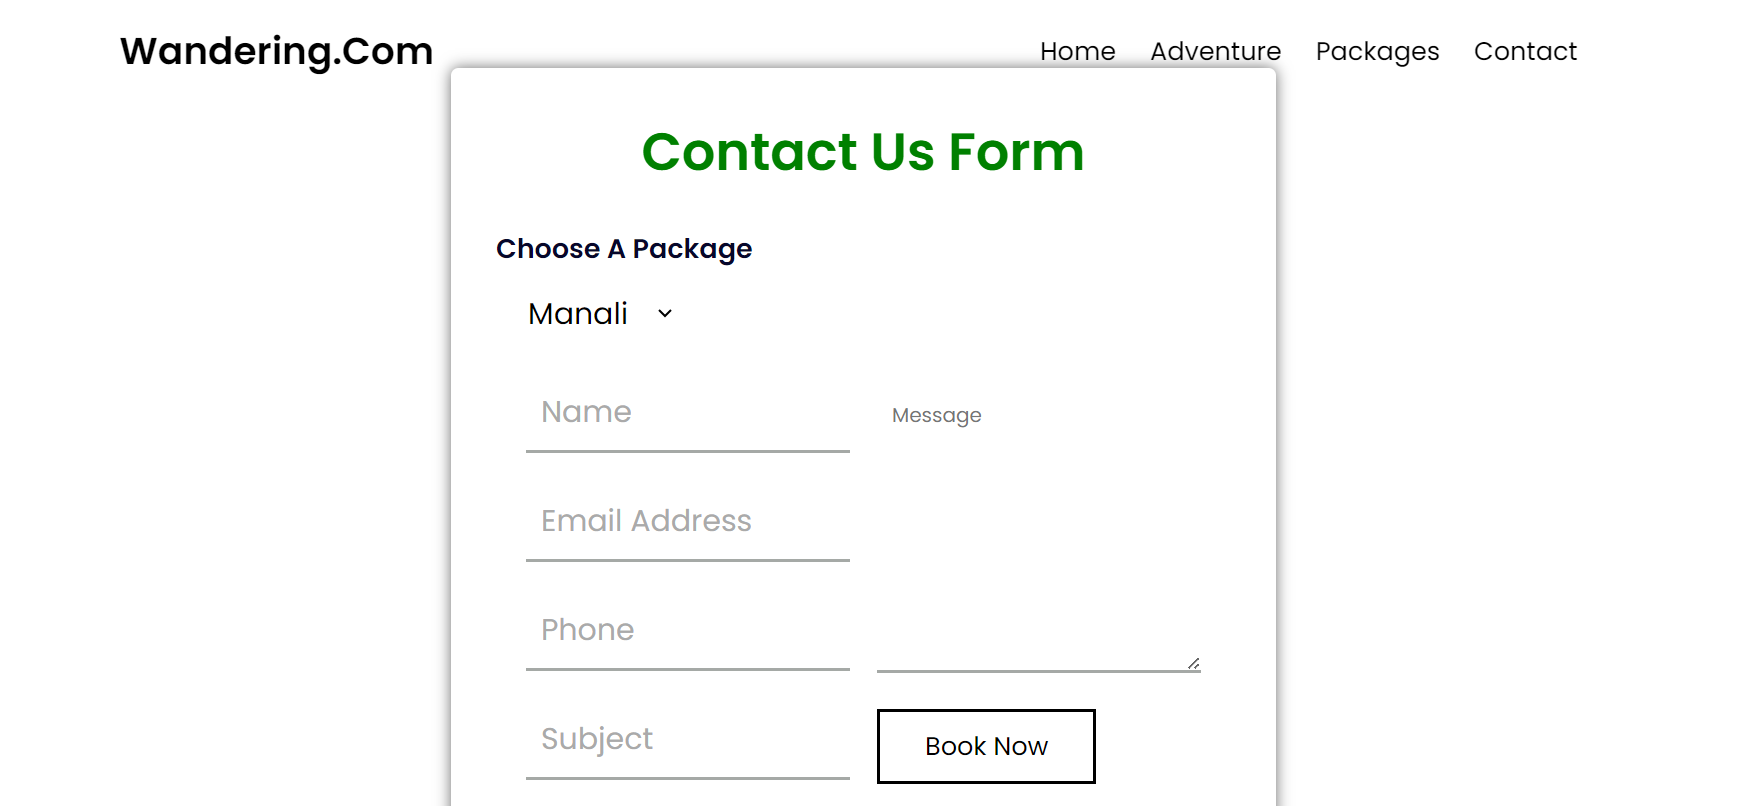 Wandering.Com
Home Adventure Packages Contact
Contact Us Form
Choose A Package
Manali
Name
Message
Email Address
Phone
Subject
Book Now